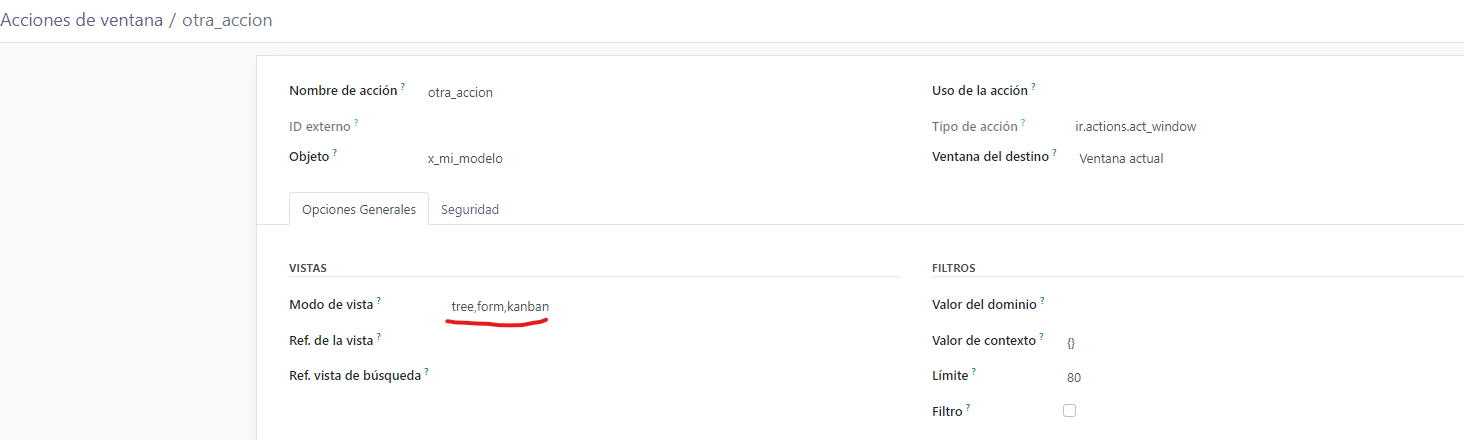 Acciones de ventana / otra_accion
Nombre de acción ? otra_accion
Uso de la acción ?
ID externo ?
Tipo de acción ? ir.actions.act_window
Objeto ? x_mi_modelo
Ventana del destino ? Ventana actual
Opciones Generales Seguridad
VISTAS
FILTROS
Modo de vista ? tree,form,kanban
Valor del dominio ?
Ref. de la vista ?
Valor de contexto ? {}
Ref. vista de búsqueda ?
Límite ? 80
Filtro ?